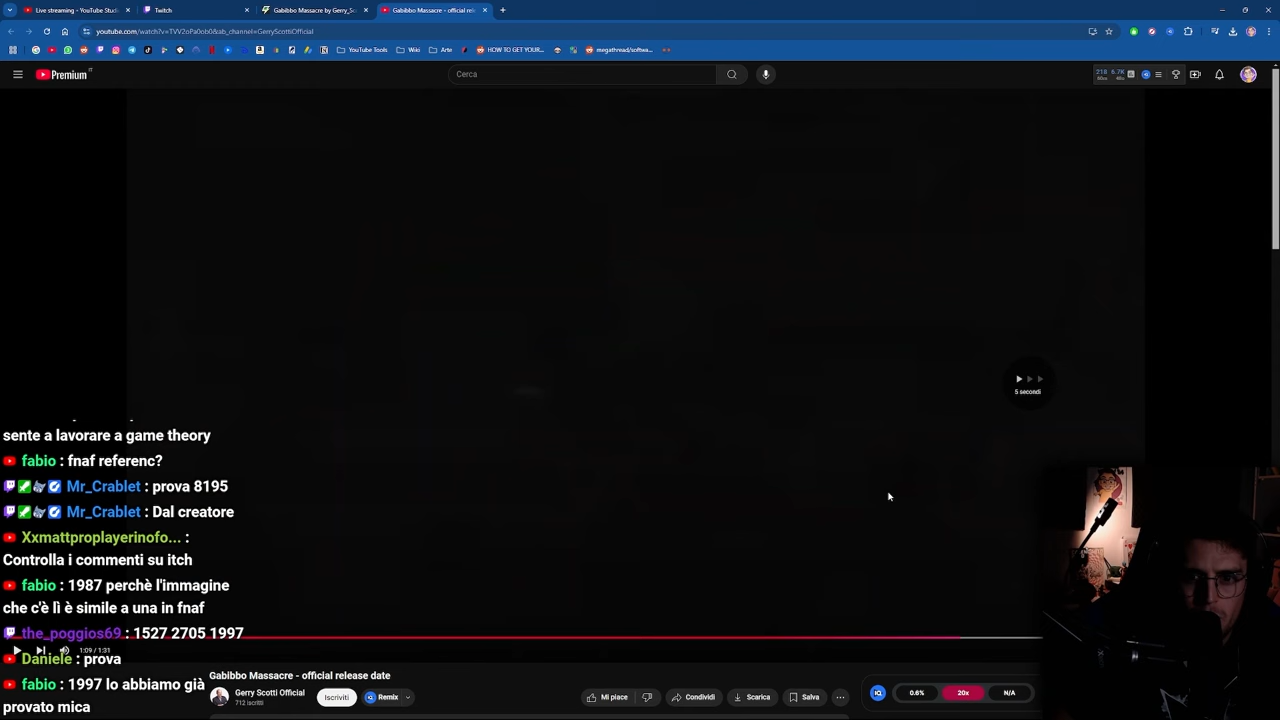 Live streaming - YouTube Stud
Twitch
Gabibbo Massacre by Gerry_Sc
Gabibbo Massacre - official rel
youtube.com/watch?v=TVV2oPa0ob0&ab_channel=GerryScottiOfficial
YouTube Tools
Wiki
Arte
HOW TO GET YOUR...
megathread/softwa...
Premium IT
Cerca
5 secondi
sente a lavorare a game theory
fabio : fnaf referenc?
Mr_Crablet : prova 8195
Mr_Crablet : Dal creatore
Xxmattproplayerinofo... :
Controlla i commenti su itch
fabio : 1987 perchè l'immagine
che c'è lì è simile a una in fnaf
the_poggios69 : 1527 2705 1997
Daniele : prova
fabio : 1997 lo abbiamo già
provato mica
1:09 / 1:31
Gabibbo Massacre - official release date
Gerry Scotti Official
712 iscritti
Iscriviti
Remix
Mi piace
Condividi
Scarica
Salva
0.6%
20x
N/A